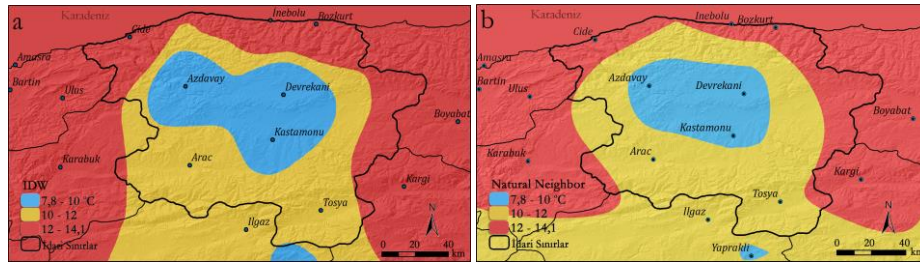 a
Karadeniz
Inebolu
Bozkurt
Cide
Amasra
Bartin
Ulus
Azdavay
Devrekani
Boyabat
Kastamonu
Karabuk
Arac
Kargi
Tosya
Ilgaz
IDW
7,8 - 10 °C
10 - 12
12 - 14,1
İdari Sınırlar
N
0 20 40
km
b
Karadeniz
Inebolu
Bozkurt
Cide
Amasra
Bartin
Ulus
Azdavay
Devrekani
Boyabat
Kastamonu
Karabuk
Arac
Kargi
Tosya
Ilgaz
Yaprakli
Natural Neighbor
7,8 - 10 °C
10 - 12
12 - 14,1
İdari Sınırlar
N
0 20 40
km